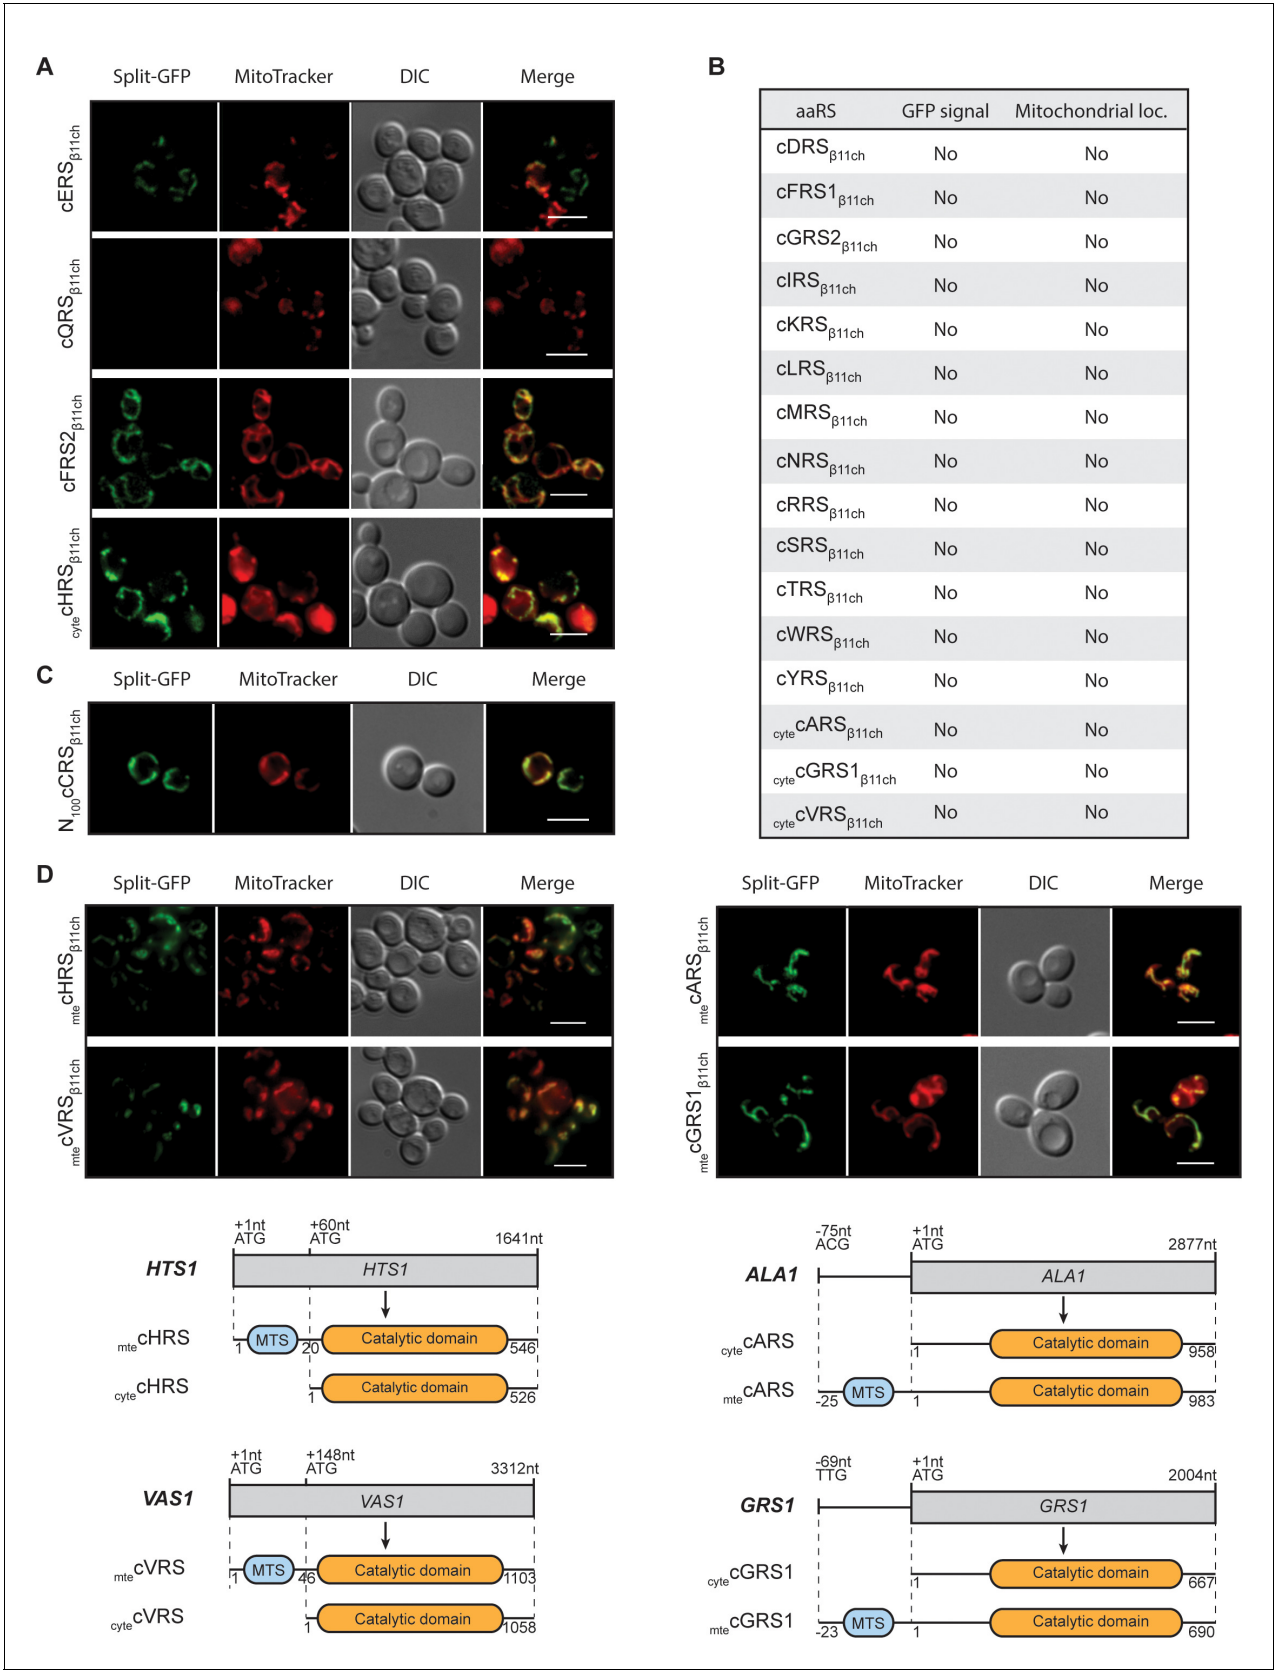 A
Split-GFP MitoTracker DIC Merge
cERSβ11ch
cQRSβ11ch
cFRS2β11ch
cytecHRSβ11ch
B
aaRS GFP signal Mitochondrial loc.
cDRSβ11ch No No
cFRS1β11ch No No
cGRS2β11ch No No
cIRSβ11ch No No
cKRSβ11ch No No
cLRSβ11ch No No
cMRSβ11ch No No
cNRSβ11ch No No
cRRSβ11ch No No
cSRSβ11ch No No
cTRSβ11ch No No
cWRSβ11ch No No
cYRSβ11ch No No
cytecARSβ11ch No No
cytecGRS1β11ch No No
cytecVRSβ11ch No No
C
Split-GFP MitoTracker DIC Merge
N100cCRSβ11ch
D
Split-GFP MitoTracker DIC Merge
mtecHRSβ11ch
mtecVRSβ11ch
Split-GFP MitoTracker DIC Merge
mtecARSβ11ch
mtecGRS1β11ch
+1nt +60nt
ATG ATG 1641nt
HTS1 HTS1
mtecHRS MTS Catalytic domain
1 20 546
cytecHRS Catalytic domain
1 526
+1nt +148nt
ATG ATG 3312nt
VAS1 VAS1
mtecVRS MTS Catalytic domain
1 46 1103
cytecVRS Catalytic domain
1 1058
-75nt +1nt
ACG ATG 2877nt
ALA1 ALA1
cytecARS Catalytic domain
1 958
mtecARS MTS Catalytic domain
-25 1 983
-69nt +1nt
TTG ATG 2004nt
GRS1 GRS1
cytecGRS1 Catalytic domain
1 667
mtecGRS1 MTS Catalytic domain
-23 1 690